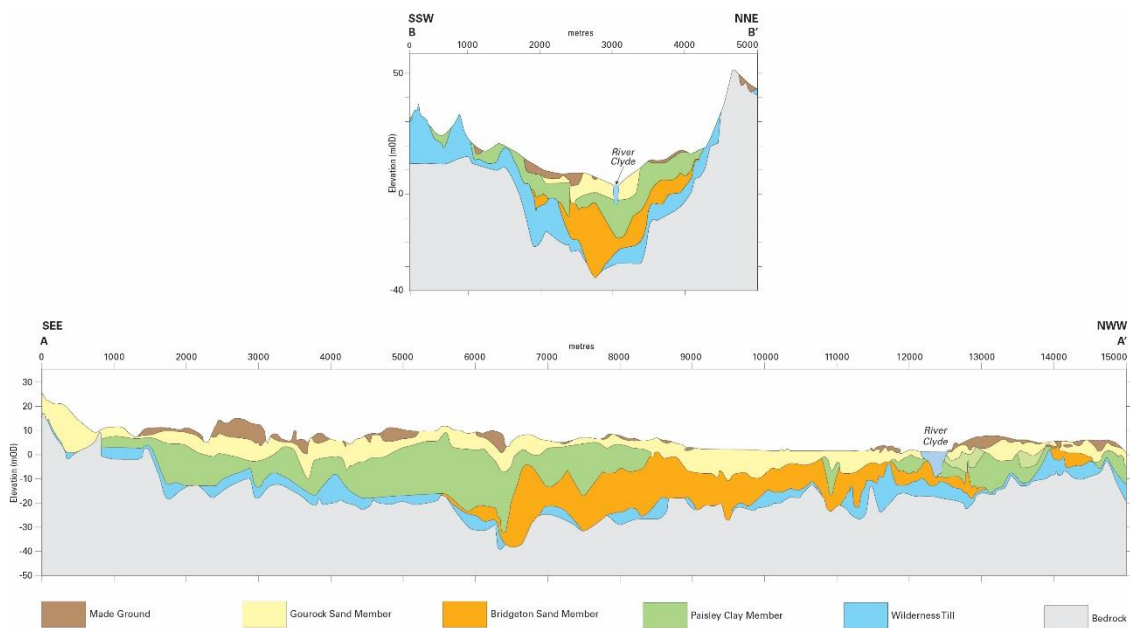 SSW
NNE
B
metres
B'
0
1000
2000
3000
4000
5000
50
0
-40
Elevation (mOD)
River
Clyde
SEE
NWW
A
metres
A'
0
1000
2000
3000
4000
5000
6000
7000
8000
9000
10000
11000
12000
13000
14000
15000
30
20
10
0
-10
-20
-30
-40
-50
Elevation (mOD)
River
Clyde
Made Ground
Gourock Sand Member
Bridgeton Sand Member
Paisley Clay Member
Wilderness Till
Bedrock